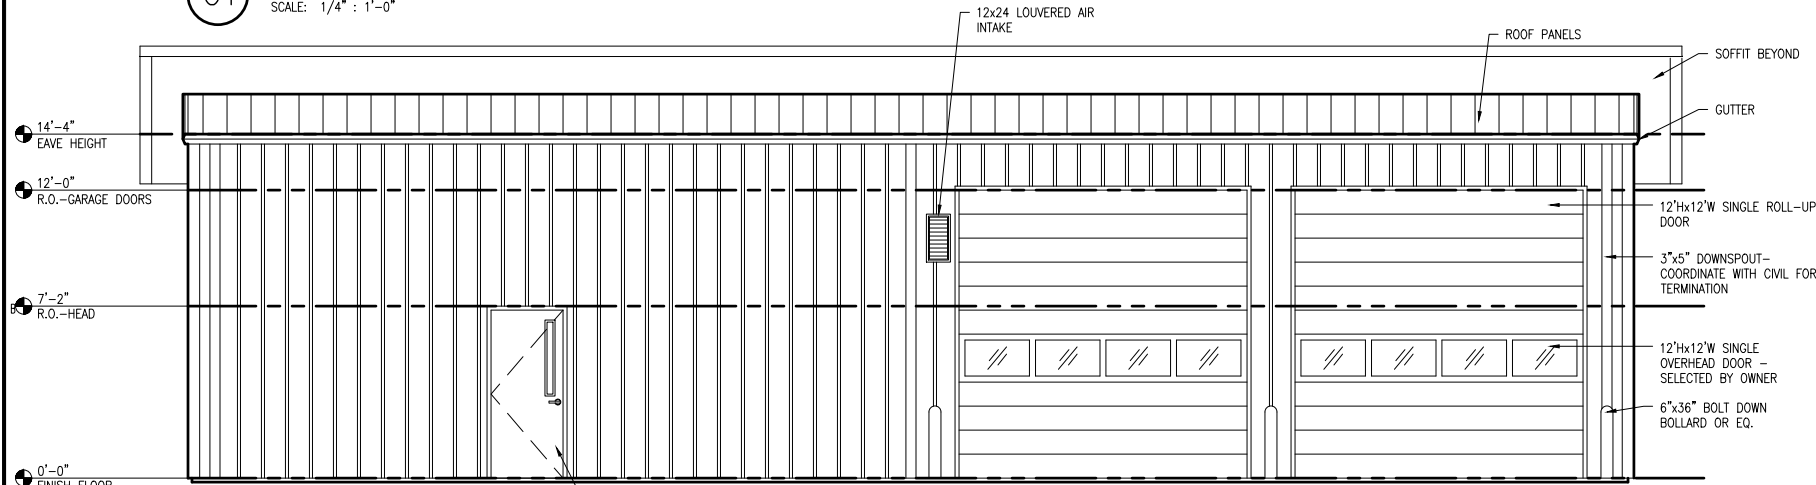 SCALE: 1/4" : 1'-0"
12x24 LOUVERED AIR
INTAKE
ROOF PANELS
SOFFIT BEYOND
GUTTER
14'-4"
EAVE HEIGHT
12'-0"
R.O.-GARAGE DOORS
12'Hx12'W SINGLE ROLL-UP
DOOR
3"x5" DOWNSPOUT-
COORDINATE WITH CIVIL FOR
TERMINATION
7'-2"
R.O.-HEAD
12'Hx12'W SINGLE
OVERHEAD DOOR -
SELECTED BY OWNER
6"x36" BOLT DOWN
BOLLARD OR EQ.
0'-0"
FINISH FLOOR